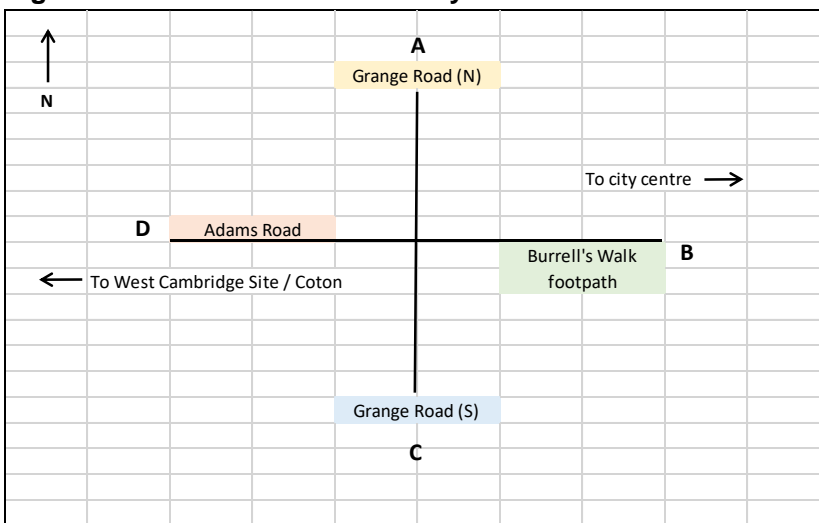 A
Grange Road (N)
N
To city centre
D
Adams Road
B
Burrell's Walk
footpath
To West Cambridge Site / Coton
Grange Road (S)
C